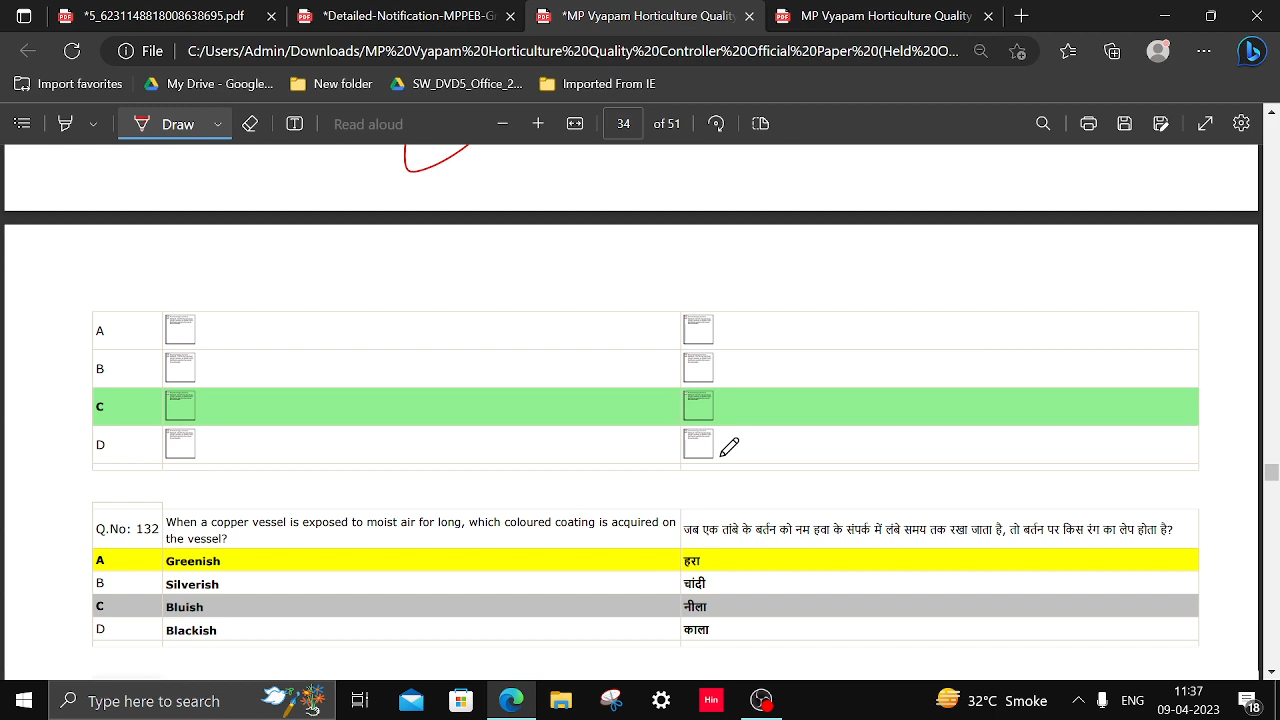 *5_6231148818008638695.pdf
*Detailed-Notification-MPPEB-G
*MP Vyapam Horticulture Quality
MP Vyapam Horticulture Quality
File
C:/Users/Admin/Downloads/MP%20Vyapam%20Horticulture%20Quality%20Controller%20Official%20Paper%20(Held%20O...
Import favorites
My Drive - Google...
New folder
SW_DVD5_Office_2...
Imported From IE
Draw
Read aloud
34
of 51
A
B
C
D
Q.No: 132
When a copper vessel is exposed to moist air for long, which coloured coating is acquired on
the vessel?
जब एक तांबे के बर्तन को नम हवा के संपर्क में लंबे समय तक रखा जाता है, तो बर्तन पर किस रंग का लेप होता है?
A Greenish हरा
B Silverish चांदी
C Bluish नीला
D Blackish काला
Type here to search
Hin
32°C Smoke
ENG
11:37
09-04-2023
18